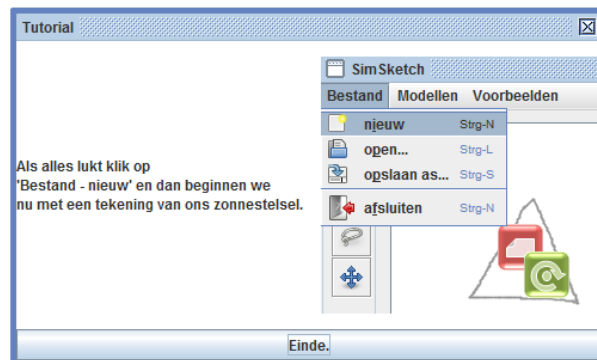 Tutorial
Als alles lukt klik op
'Bestand - nieuw' en dan beginnen we
nu met een tekening van ons zonnestelsel.
SimSketch
Bestand Modellen Voorbeelden
nieuw Strg-N
open... Strg-L
opslaan as... Strg-S
afsluiten Strg-N
Einde.